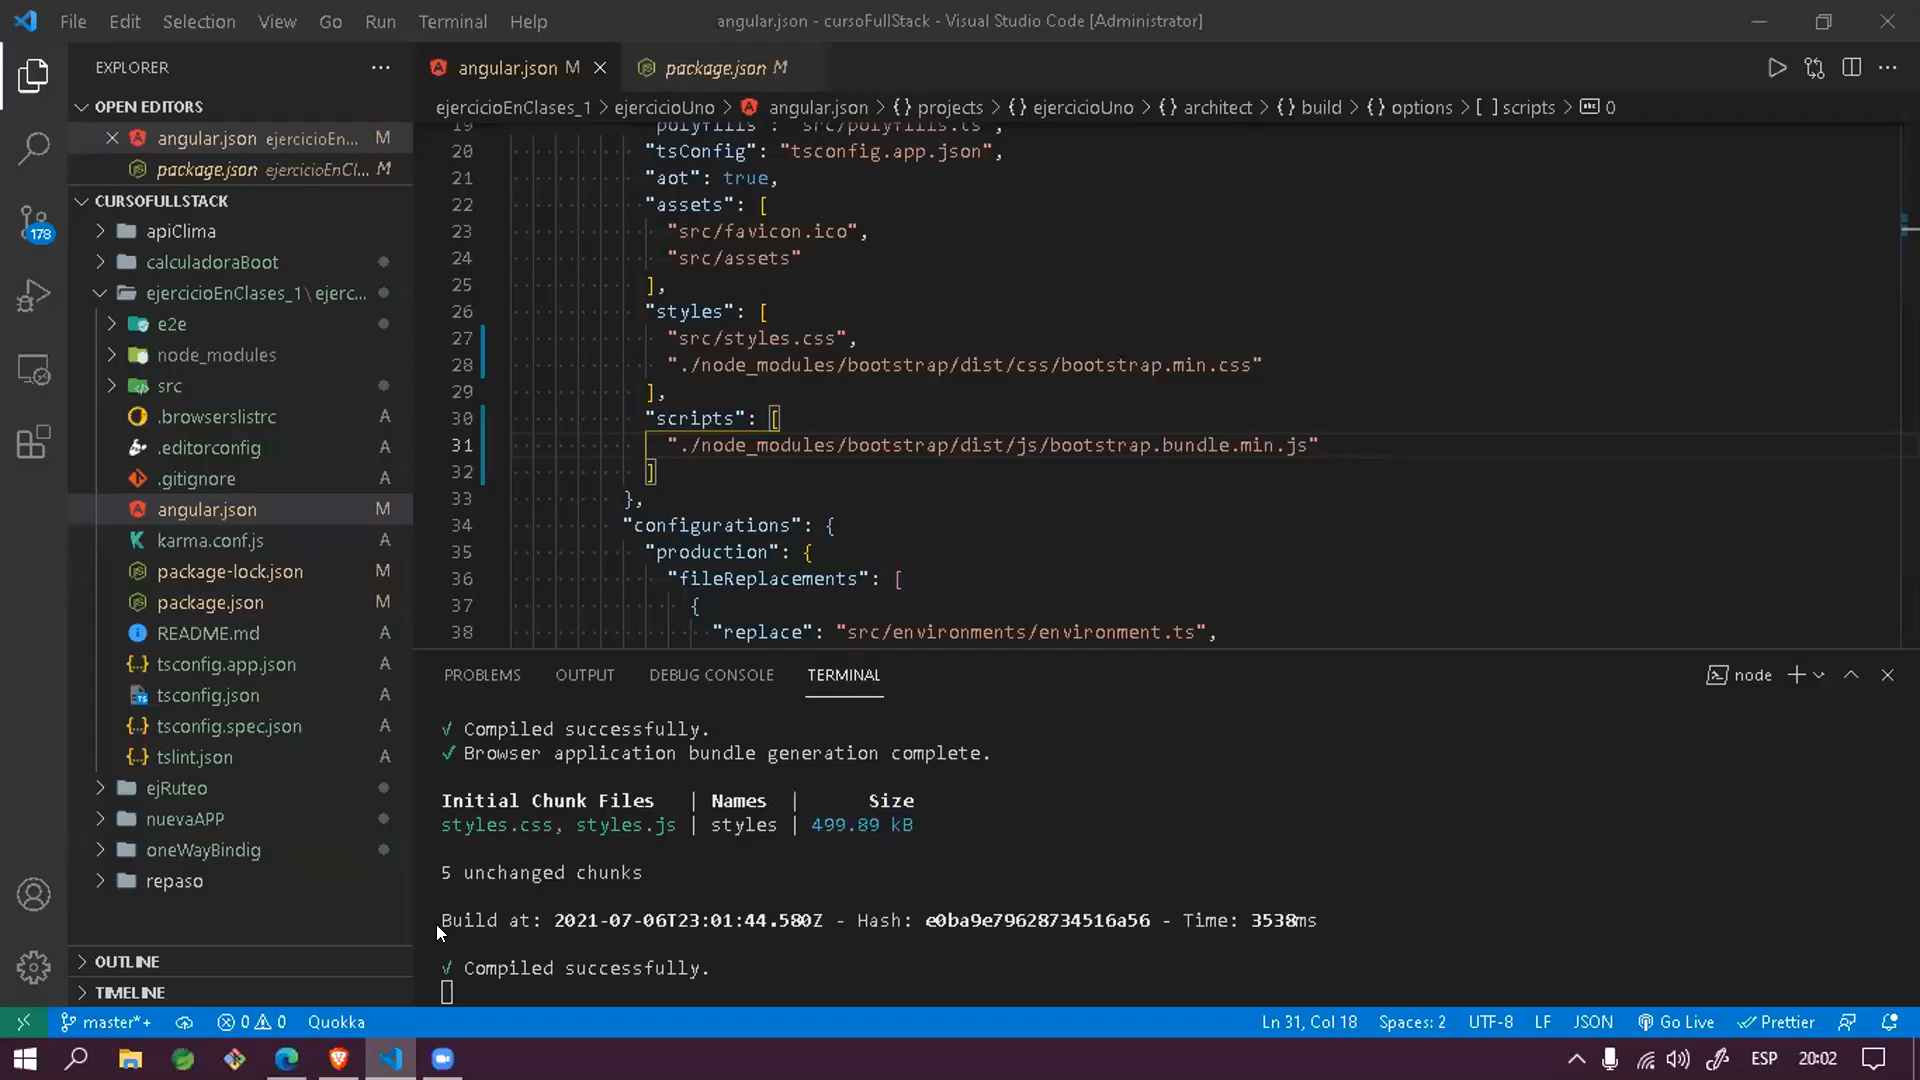 File Edit Selection View Go Run Terminal Help
angular.json - cursoFullStack - Visual Studio Code [Administrator]
EXPLORER
OPEN EDITORS
angular.json ejercicioEn... M
package.json ejercicioEnCl... M
CURSOFULLSTACK
apiClima
calculadoraBoot
ejercicioEnClases_1\ejerc...
e2e
node_modules
src
.browserslistrc A
.editorconfig A
.gitignore A
angular.json M
karma.conf.js A
package-lock.json M
package.json M
README.md A
tsconfig.app.json A
tsconfig.json A
tsconfig.spec.json A
tslint.json A
ejRuteo
nuevaAPP
oneWayBindig
repaso
OUTLINE
TIMELINE
178
angular.json M
package.json M
ejercicioEnClases_1 > ejercicioUno > angular.json > {} projects > {} ejercicioUno > {} architect > {} build > {} options > [ ] scripts > abc 0
19 "polyfills": "src/polyfills.ts",
20 "tsConfig": "tsconfig.app.json",
21 "aot": true,
22 "assets": [
23 "src/favicon.ico",
24 "src/assets"
25 ],
26 "styles": [
27 "src/styles.css",
28 "./node_modules/bootstrap/dist/css/bootstrap.min.css"
29 ],
30 "scripts": [
31 "./node_modules/bootstrap/dist/js/bootstrap.bundle.min.js"
32 ]
33 },
34 "configurations": {
35 "production": {
36 "fileReplacements": [
37 {
38 "replace": "src/environments/environment.ts",
PROBLEMS OUTPUT DEBUG CONSOLE TERMINAL
node
√ Compiled successfully.
✓ Browser application bundle generation complete.
Initial Chunk Files | Names | Size
styles.css, styles.js | styles | 499.89 kB
5 unchanged chunks
Build at: 2021-07-06T23:01:44.580Z - Hash: e0ba9e79628734516a56 - Time: 3538ms
√ Compiled successfully.
master*+ 0 0 Quokka
Ln 31, Col 18 Spaces: 2 UTF-8 LF JSON Go Live Prettier
ESP 20:02